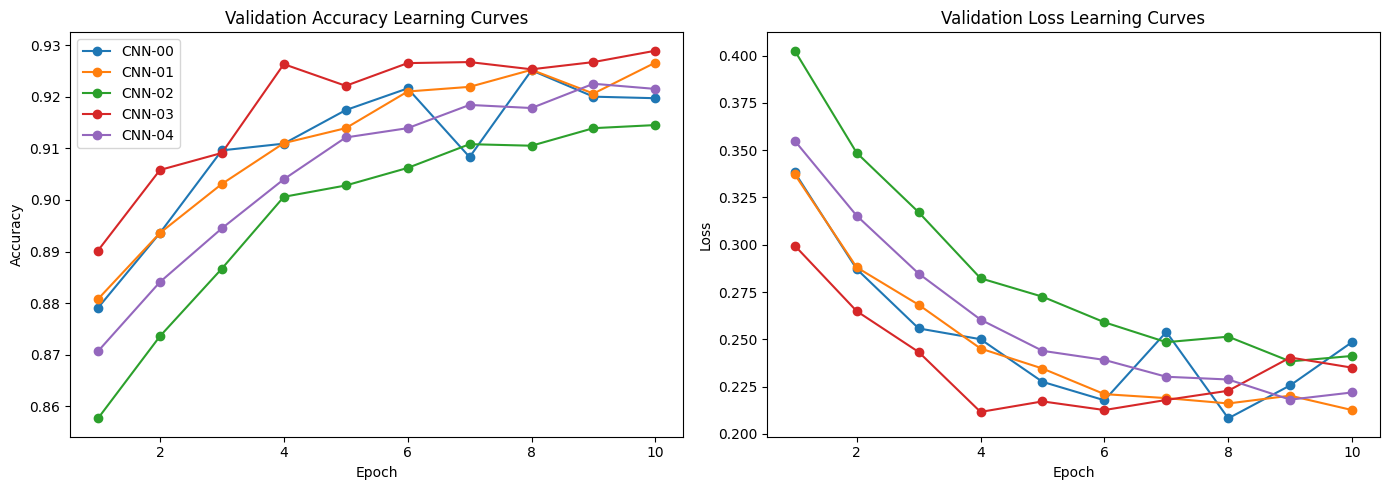 Validation Accuracy Learning Curves
CNN-00
CNN-01
CNN-02
CNN-03
CNN-04
Accuracy
0.93
0.92
0.91
0.90
0.89
0.88
0.87
0.86
2
4
6
8
10
Epoch
Validation Loss Learning Curves
Loss
0.400
0.375
0.350
0.325
0.300
0.275
0.250
0.225
0.200
2
4
6
8
10
Epoch